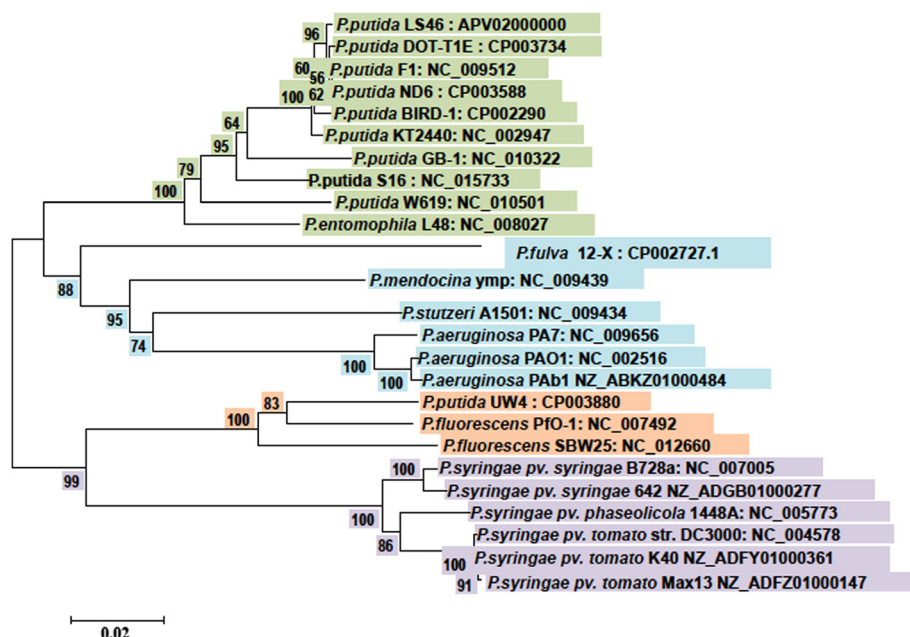 96
P.putida LS46 : APV02000000
P.putida DOT-T1E : CP003734
60
56
P.putida F1: NC_009512
100
62
P.putida ND6 : CP003588
P.putida BIRD-1: CP002290
64
P.putida KT2440: NC_002947
95
P.putida GB-1: NC_010322
79
P.putida S16 : NC_015733
100
P.putida W619: NC_010501
P.entomophila L48: NC_008027
P.fulva 12-X : CP002727.1
88
P.mendocina ymp: NC_009439
95
P.stutzeri A1501: NC_009434
74
P.aeruginosa PA7: NC_009656
100
P.aeruginosa PAO1: NC_002516
100
P.aeruginosa PAb1 NZ_ABKZ01000484
83
P.putida UW4 : CP003880
100
P.fluorescens PfO-1: NC_007492
P.fluorescens SBW25: NC_012660
99
100
P.syringae pv. syringae B728a: NC_007005
P.syringae pv. syringae 642 NZ_ADGB01000277
100
P.syringae pv. phaseolicola 1448A: NC_005773
86
P.syringae pv. tomato str. DC3000: NC_004578
100
P.syringae pv. tomato K40 NZ_ADFY01000361
91
P.syringae pv. tomato Max13 NZ_ADFZ01000147
0.02